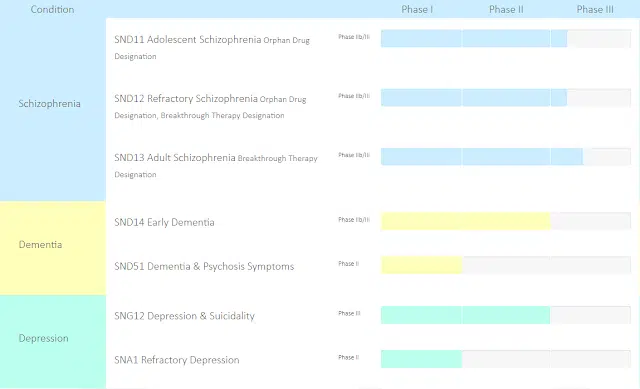 Condition Phase I Phase II Phase III
SND11 Adolescent Schizophrenia Orphan Drug Phase IIb/III
Designation
SND12 Refractory Schizophrenia Orphan Drug Phase IIb/III
Schizophrenia
Designation, Breakthrough Therapy Designation
SND13 Adult Schizophrenia Breakthrough Therapy Phase IIb/III
Designation
SND14 Early Dementia Phase IIb/III
Dementia
SND51 Dementia & Psychosis Symptoms Phase II
SNG12 Depression & Suicidality Phase III
Depression
SNA1 Refractory Depression Phase II